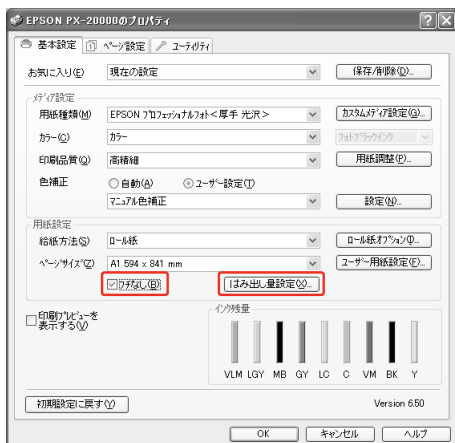 EPSON PX-20000のプロパティ
基本設定 ページ設定 ユーティリティ
お気に入り(E) 現在の設定 保存/削除(D)...
メディア設定
用紙種類(M) EPSON プロフェッショナルフォト<厚手 光沢> カスタムメディア設定(G)...
カラー(C) カラー フォトブラックインク
印刷品質(Q) 高精細 用紙調整(P)...
色補正 自動(A) ユーザー設定(T)
マニュアル色補正 設定(N)...
用紙設定
給紙方法(S) ロール紙 ロール紙オプション(I)...
ページサイズ(Z) A1 594 x 841 mm ユーザー用紙設定(F)...
フチなし(B) はみ出し量設定(X)...
印刷プレビューを
表示する(V)
インク残量
VLM LGY MB GY LC C VM BK Y
初期設定に戻す(Y) Version 6.50
OK キャンセル ヘルプ